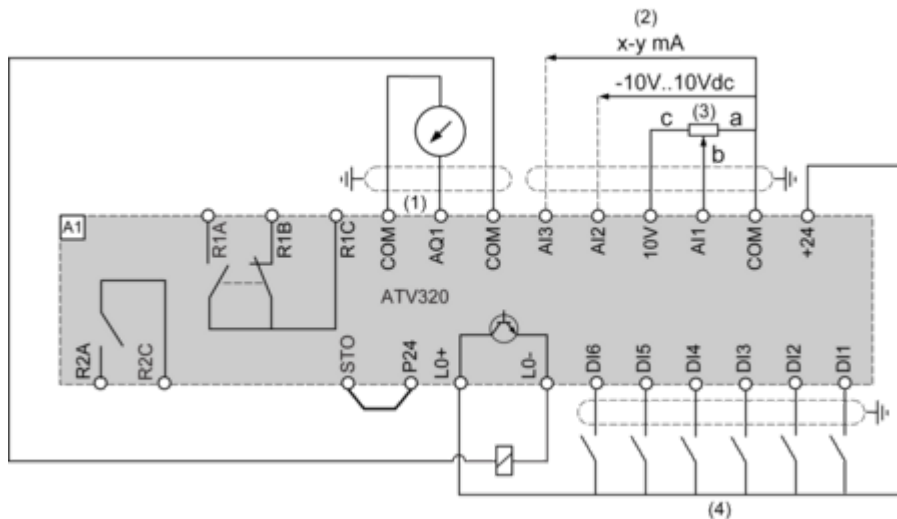 (2)
x-y mA
-10V..10Vdc
c
(3)
a
b
(1)
A1
R1A
R1B
R1C
COM
AQ1
COM
AI3
AI2
10V
AI1
COM
+24
ATV320
R2A
R2C
STO
P24
L0+
L0-
DI6
DI5
DI4
DI3
DI2
DI1
(4)